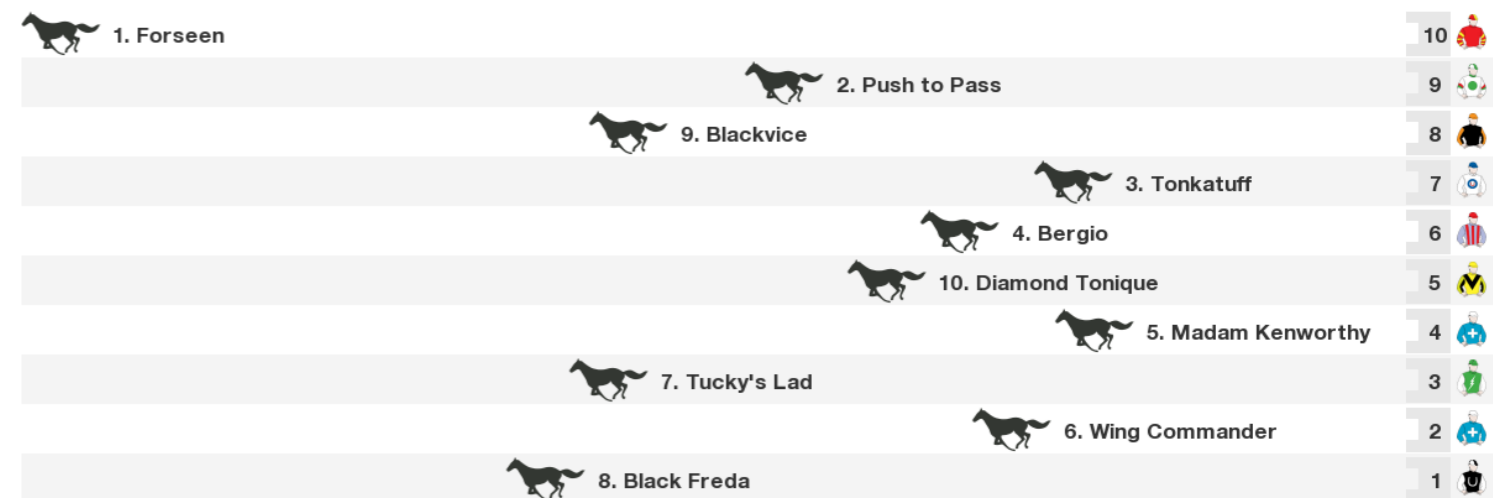 1. Forseen 10
2. Push to Pass 9
9. Blackvice 8
3. Tonkatuff 7
4. Bergio 6
10. Diamond Tonique 5
5. Madam Kenworthy 4
7. Tucky's Lad 3
6. Wing Commander 2
8. Black Freda 1